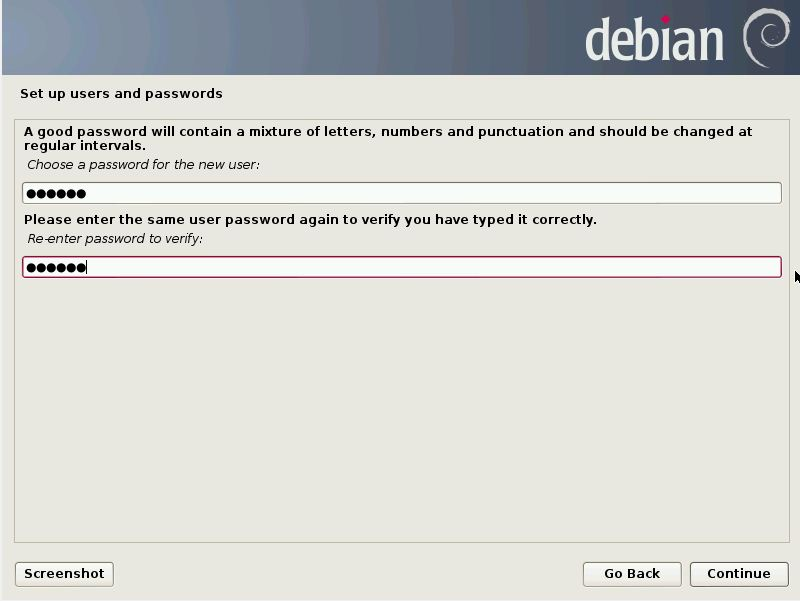 debian
Set up users and passwords
A good password will contain a mixture of letters, numbers and punctuation and should be changed at
regular intervals.
Choose a password for the new user:
●●●●●●
Please enter the same user password again to verify you have typed it correctly.
Re-enter password to verify:
●●●●●●
Screenshot
Go Back
Continue